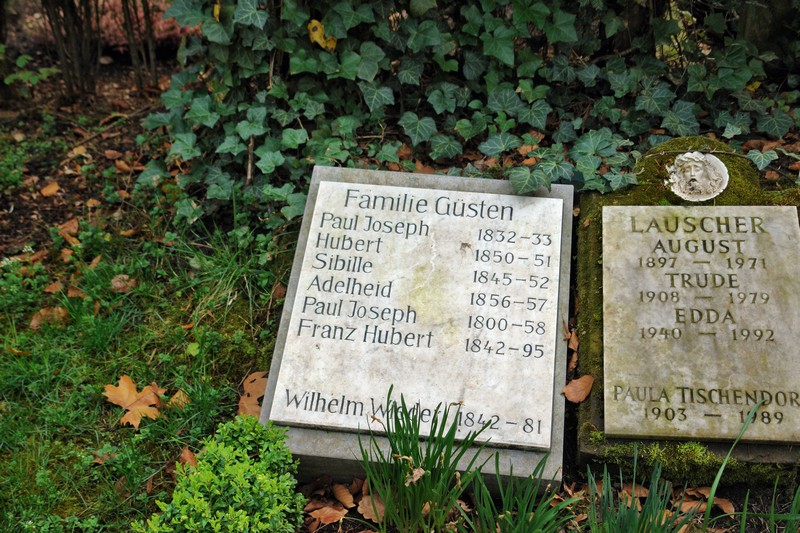 Familie Güsten
Paul Joseph 1832-33
Hubert 1850-51
Sibille 1845-52
Adelheid 1856-57
Paul Joseph 1800-58
Franz Hubert 1842-95
Wilhelm 1842-81
LAUSCHER
AUGUST
1897 - 1971
TRUDE
1908 - 1979
EDDA
1940 - 1992
PAULA TISCHENDOR
1903 - 1989